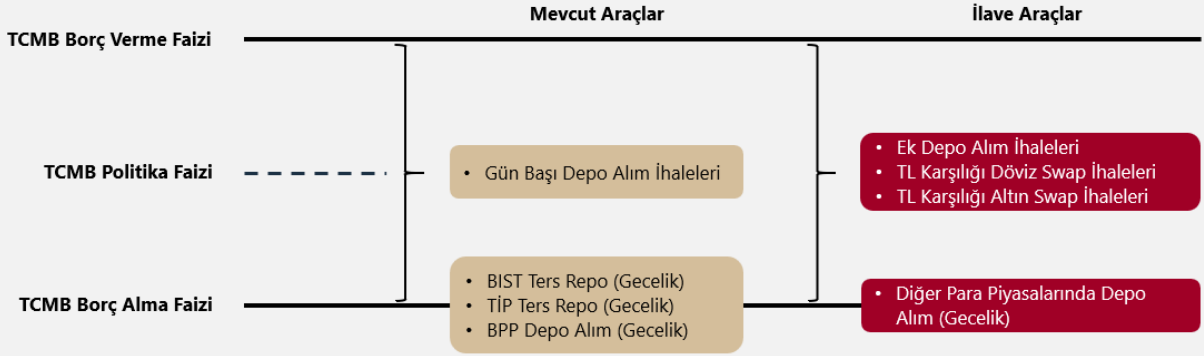 Mevcut Araçlar
İlave Araçlar
TCMB Borç Verme Faizi
TCMB Politika Faizi
• Gün Başı Depo Alım İhaleleri
• Ek Depo Alım İhaleleri
• TL Karşılığı Döviz Swap İhaleleri
• TL Karşılığı Altın Swap İhaleleri
TCMB Borç Alma Faizi
• BIST Ters Repo (Gecelik)
• TİP Ters Repo (Gecelik)
• BPP Depo Alım (Gecelik)
• Diğer Para Piyasalarında Depo
Alım (Gecelik)